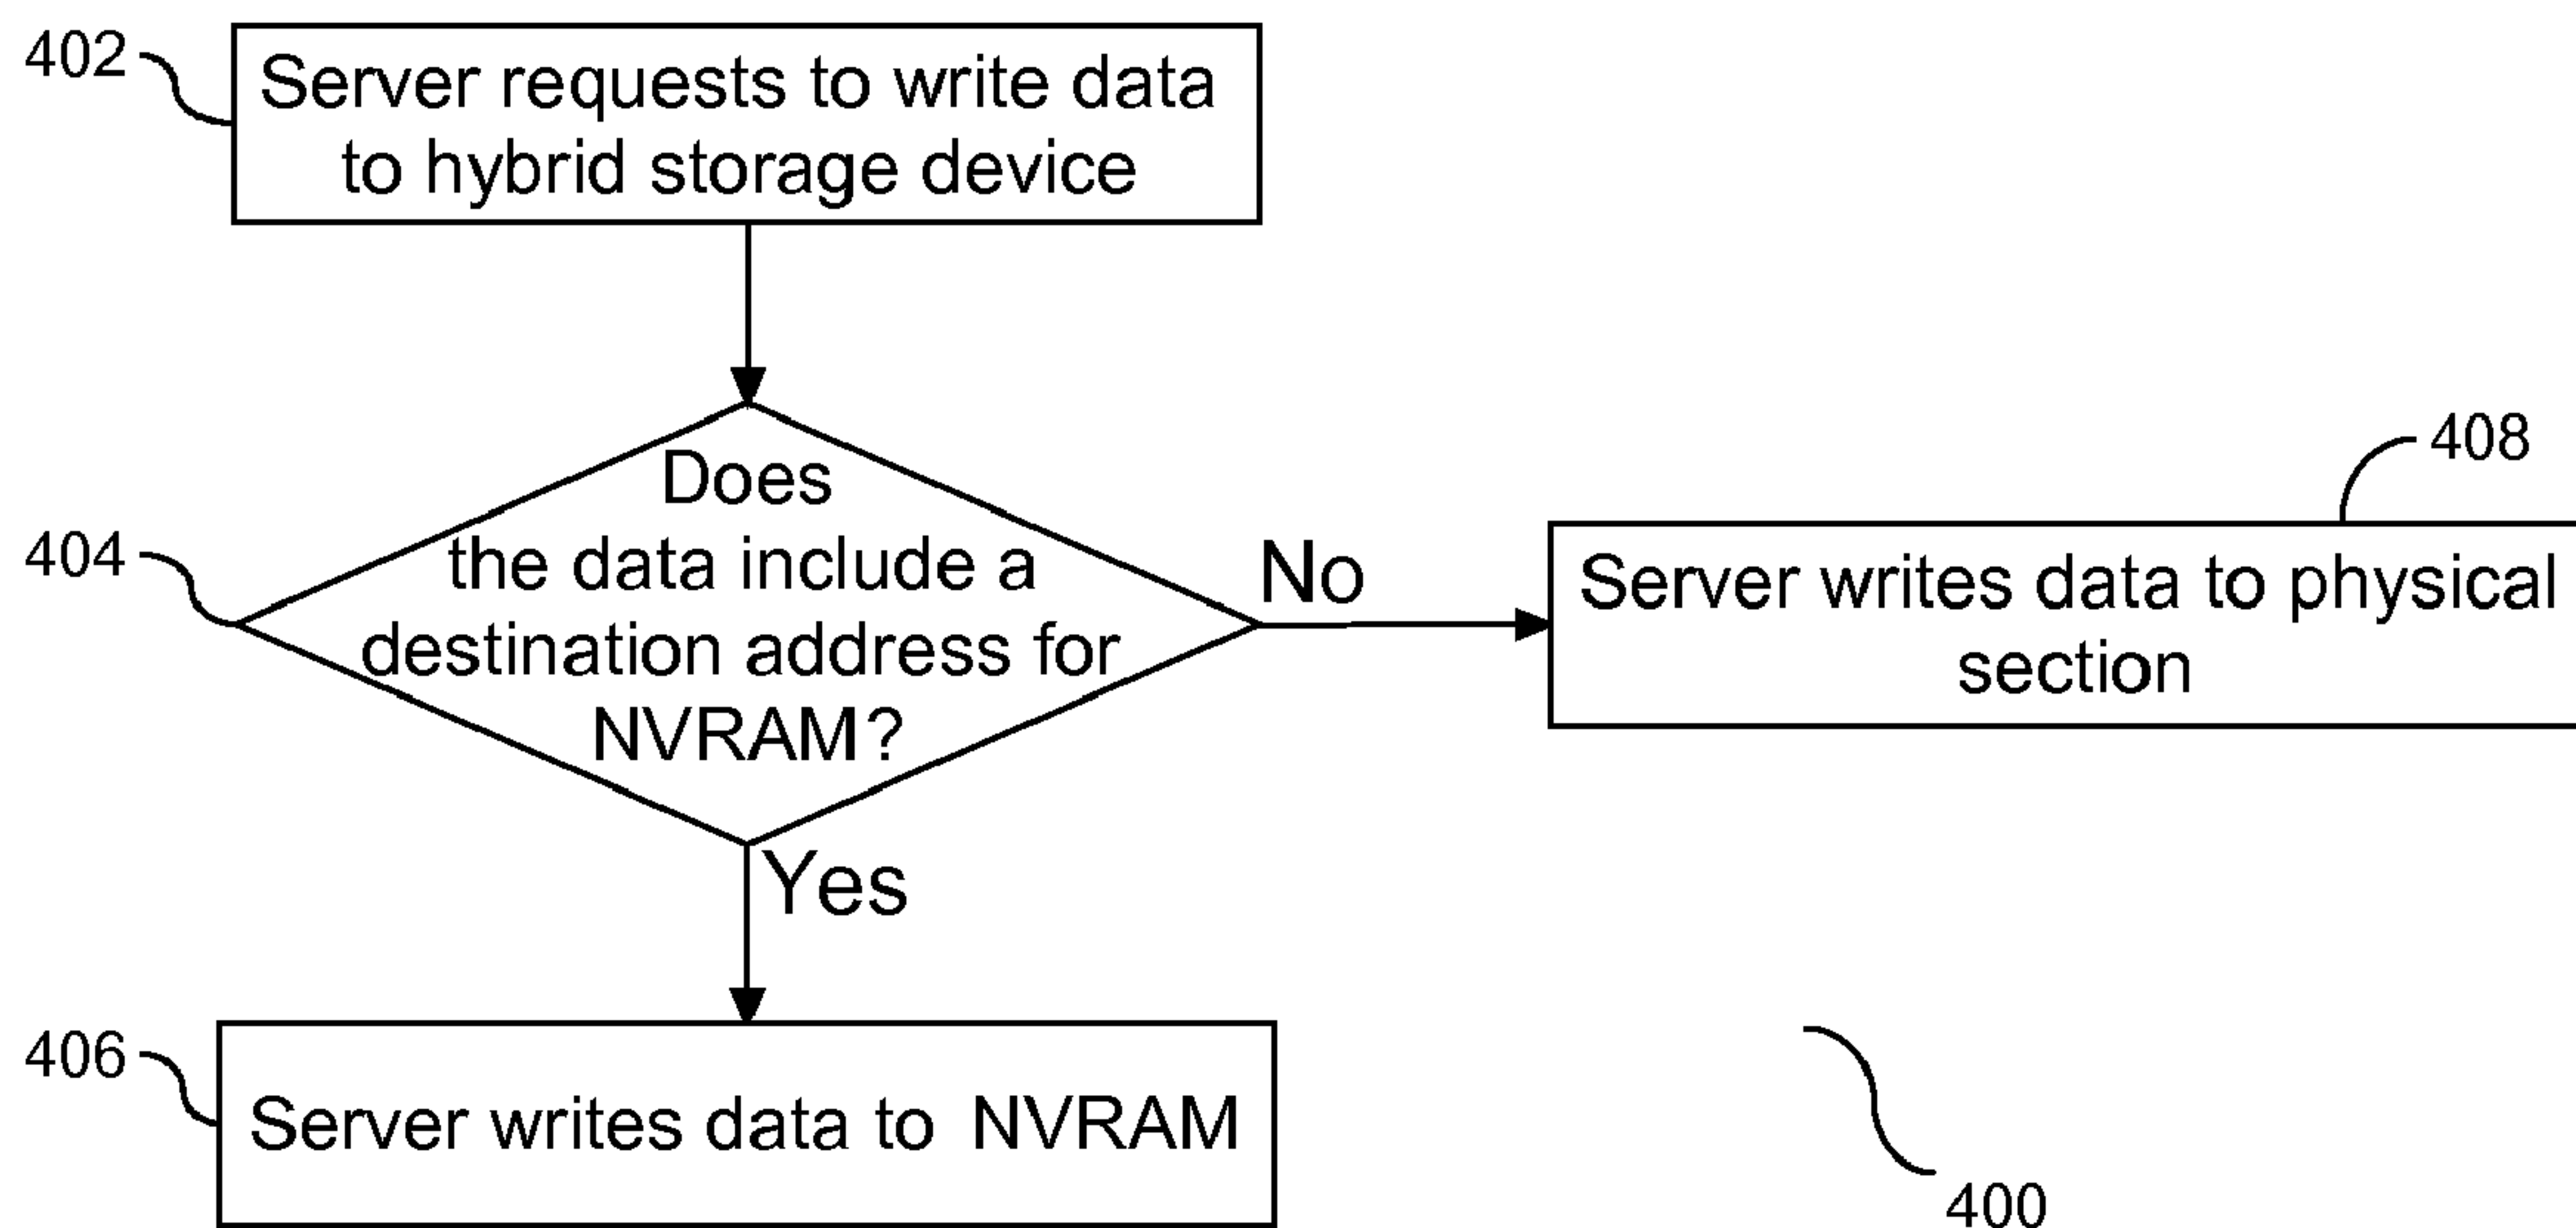 402
Server requests to write data
to hybrid storage device
404
Does
the data include a
destination address for
NVRAM?
No
408
Server writes data to physical
section
Yes
406
Server writes data to NVRAM
400